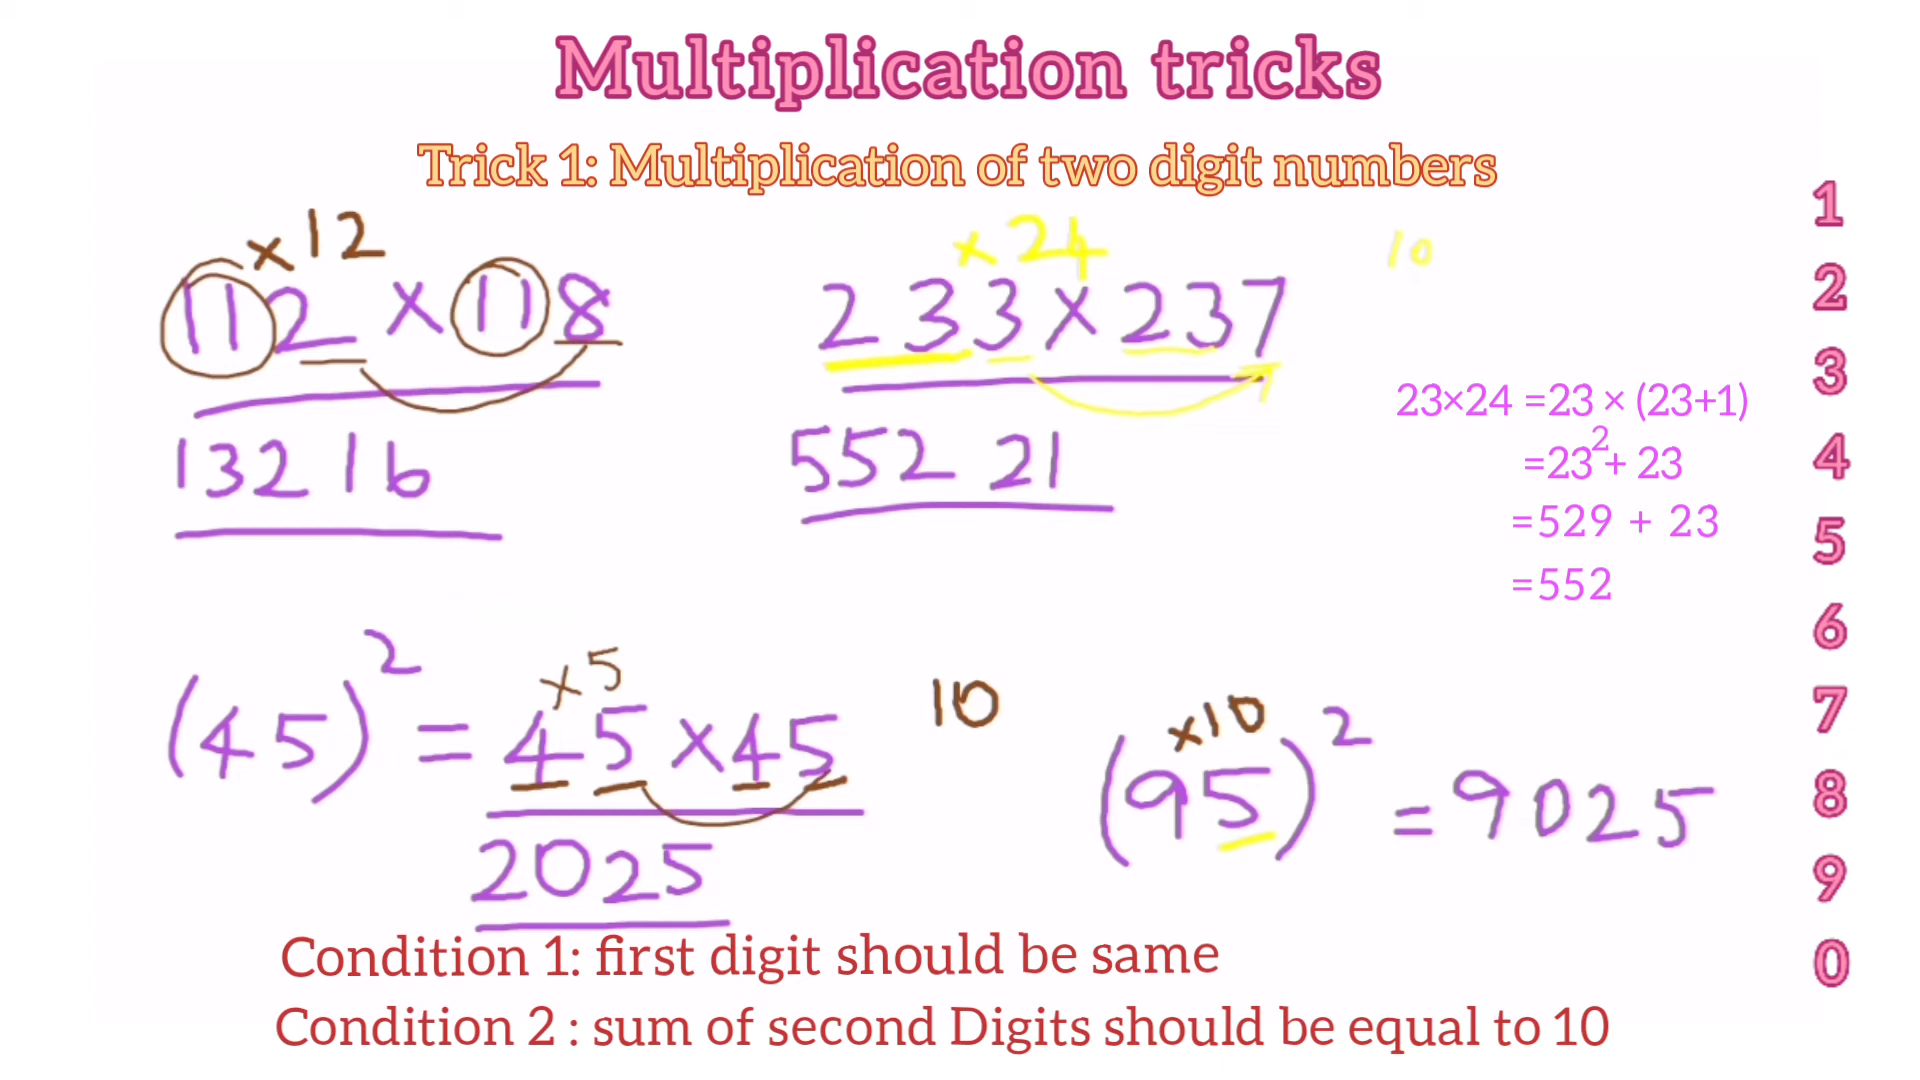 Multiplication tricks
Trick 1: Multiplication of two digit numbers
×12
112 × 118
13216
×24
233×237
55221
10
23×24 =23 × (23+1)
=23²+ 23
=529 + 23
=552
1
2
3
4
5
6
7
8
9
0
×5
(45)² = 45×45
2025
10
×10
(95)² = 9025
Condition 1: first digit should be same
Condition 2 : sum of second Digits should be equal to 10